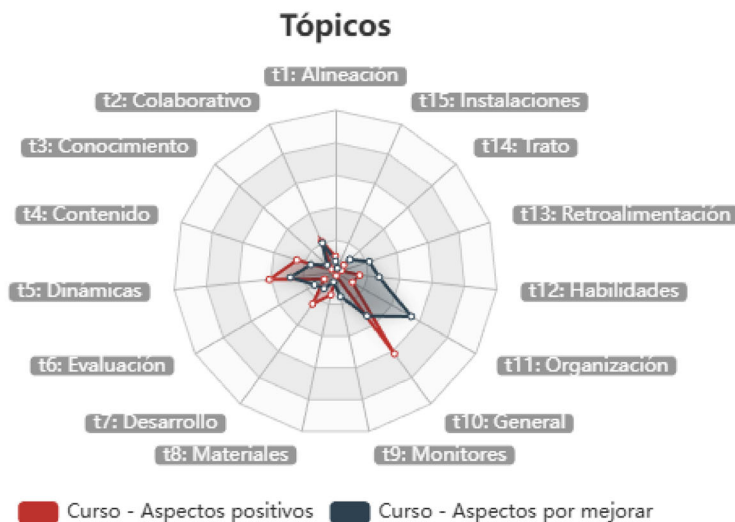 Tópicos
t1: Alineación
t2: Colaborativo
t15: Instalaciones
t3: Conocimiento
t14: Trato
t4: Contenido
t13: Retroalimentación
t5: Dinámicas
t12: Habilidades
t6: Evaluación
t11: Organización
t7: Desarrollo
t10: General
t8: Materiales
t9: Monitores
Curso - Aspectos positivos
Curso - Aspectos por mejorar